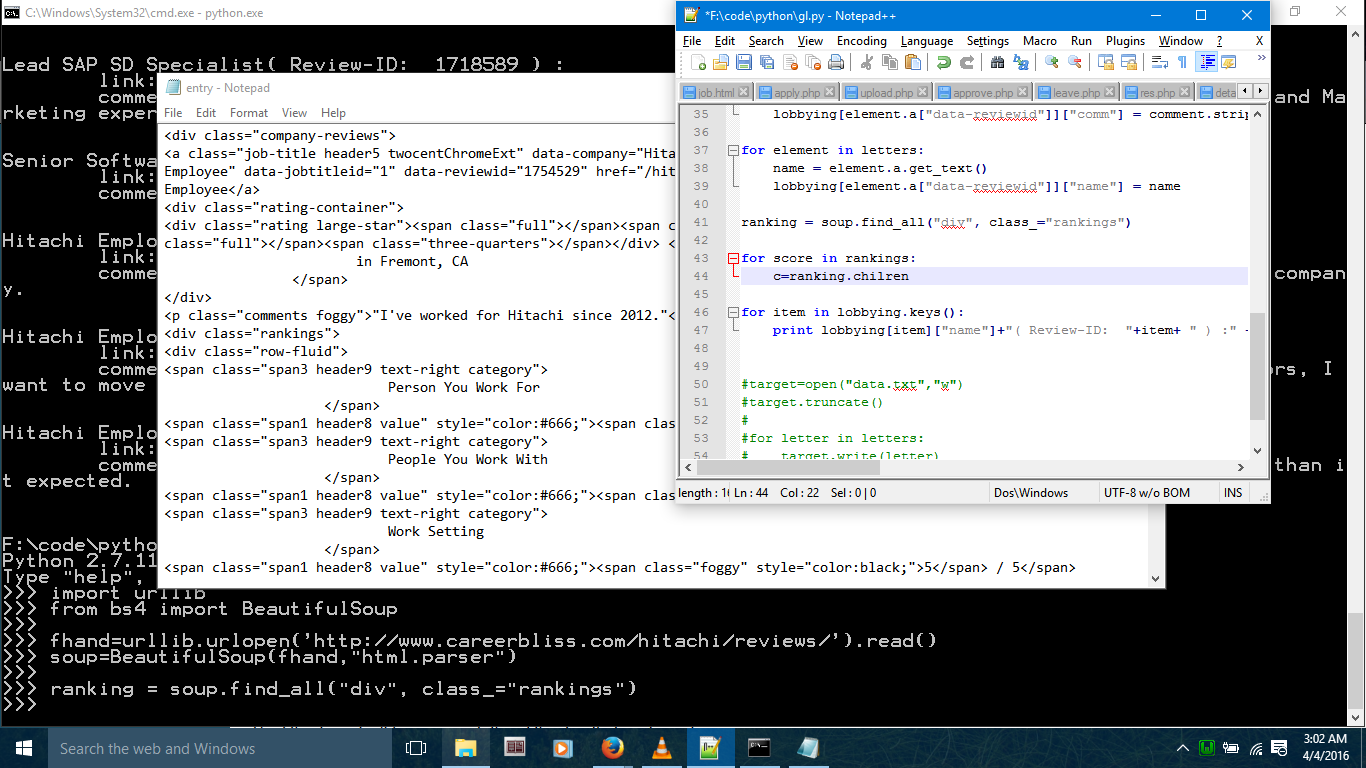 C:\Windows\System32\cmd.exe - python.exe
Lead SAP SD Specialist( Review-ID:  1718589 ) :
link:
comme
and Ma
rketing exper
Senior Softwa
link:
comme
Hitachi Emplo
link:
comme
compan
y.
Hitachi Emplo
link:
comme
ors, I
want to move
Hitachi Emplo
link:
comme
than i
t expected.
F:\code\pytho
Python 2.7.11
Type "help",
>>> import urllib
>>> from bs4 import BeautifulSoup
>>>
>>> fhand=urllib.urlopen('http://www.careerbliss.com/hitachi/reviews/').read()
>>> soup=BeautifulSoup(fhand,"html.parser")
>>>
>>> ranking = soup.find_all("div", class_="rankings")
>>>
entry - Notepad
File Edit Format View Help
<div class="company-reviews">
<a class="job-title header5 twocentChromeExt" data-company="Hita
Employee" data-jobtitleid="1" data-reviewid="1754529" href="/hit
Employee</a>
<div class="rating-container">
<div class="rating large-star"><span class="full"></span><span c
class="full"></span><span class="three-quarters"></span></div> <
in Fremont, CA
</span>
</div>
<p class="comments foggy">"I've worked for Hitachi since 2012."<
<div class="rankings">
<div class="row-fluid">
<span class="span3 header9 text-right category">
Person You Work For
</span>
<span class="span1 header8 value" style="color:#666;"><span clas
<span class="span3 header9 text-right category">
People You Work With
</span>
<span class="span1 header8 value" style="color:#666;"><span clas
<span class="span3 header9 text-right category">
Work Setting
</span>
<span class="span1 header8 value" style="color:#666;"><span class="foggy" style="color:black;">5</span> / 5</span>
*F:\code\python\gl.py - Notepad++
File Edit Search View Encoding Language Settings Macro Run Plugins Window ? X
job.html apply.php upload.php approve.php leave.php res.php deta
35 lobbying[element.a["data-reviewid"]]["comm"] = comment.strip
36
37 for element in letters:
38 name = element.a.get_text()
39 lobbying[element.a["data-reviewid"]]["name"] = name
40
41 ranking = soup.find_all("div", class_="rankings")
42
43 for score in rankings:
44 c=ranking.chilren
45
46 for item in lobbying.keys():
47 print lobbying[item]["name"]+"( Review-ID:  "+item+ " ) :" +
48
49
50 #target=open("data.txt","w")
51 #target.truncate()
52 #
53 #for letter in letters:
54 #    target.write(letter)
length : 16 Ln : 44 Col : 22 Sel : 0 | 0 Dos\Windows UTF-8 w/o BOM INS
Search the web and Windows
3:02 AM
4/4/2016